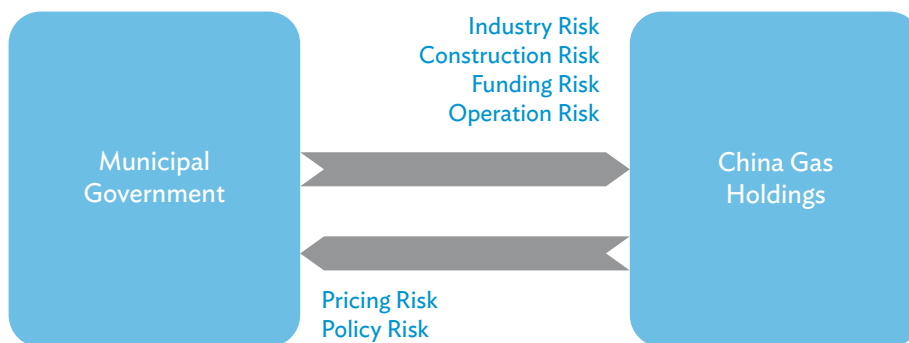 Industry Risk
Construction Risk
Funding Risk
Operation Risk
Municipal
Government
China Gas
Holdings
Pricing Risk
Policy Risk